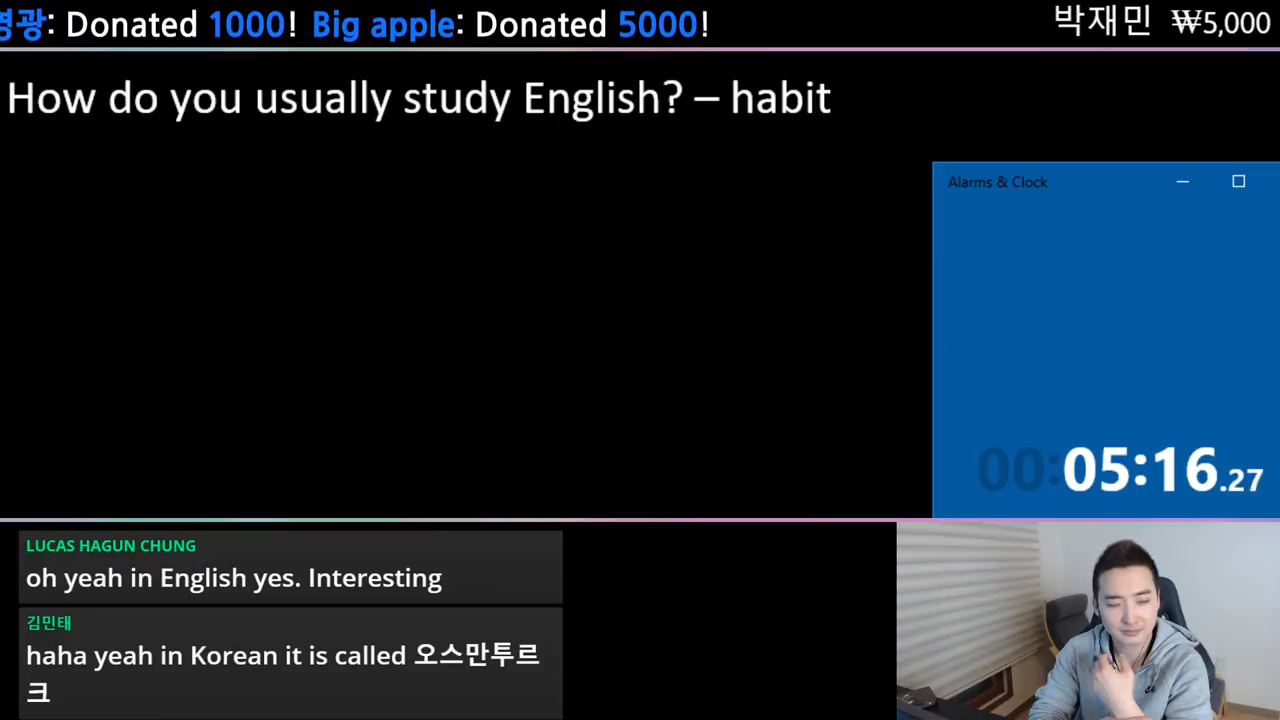 영광: Donated 1000! Big apple: Donated 5000!
박재민 ₩5,000
How do you usually study English? – habit
Alarms & Clock
00:05:16.27
LUCAS HAGUN CHUNG
oh yeah in English yes. Interesting
김민태
haha yeah in Korean it is called 오스만투르
크